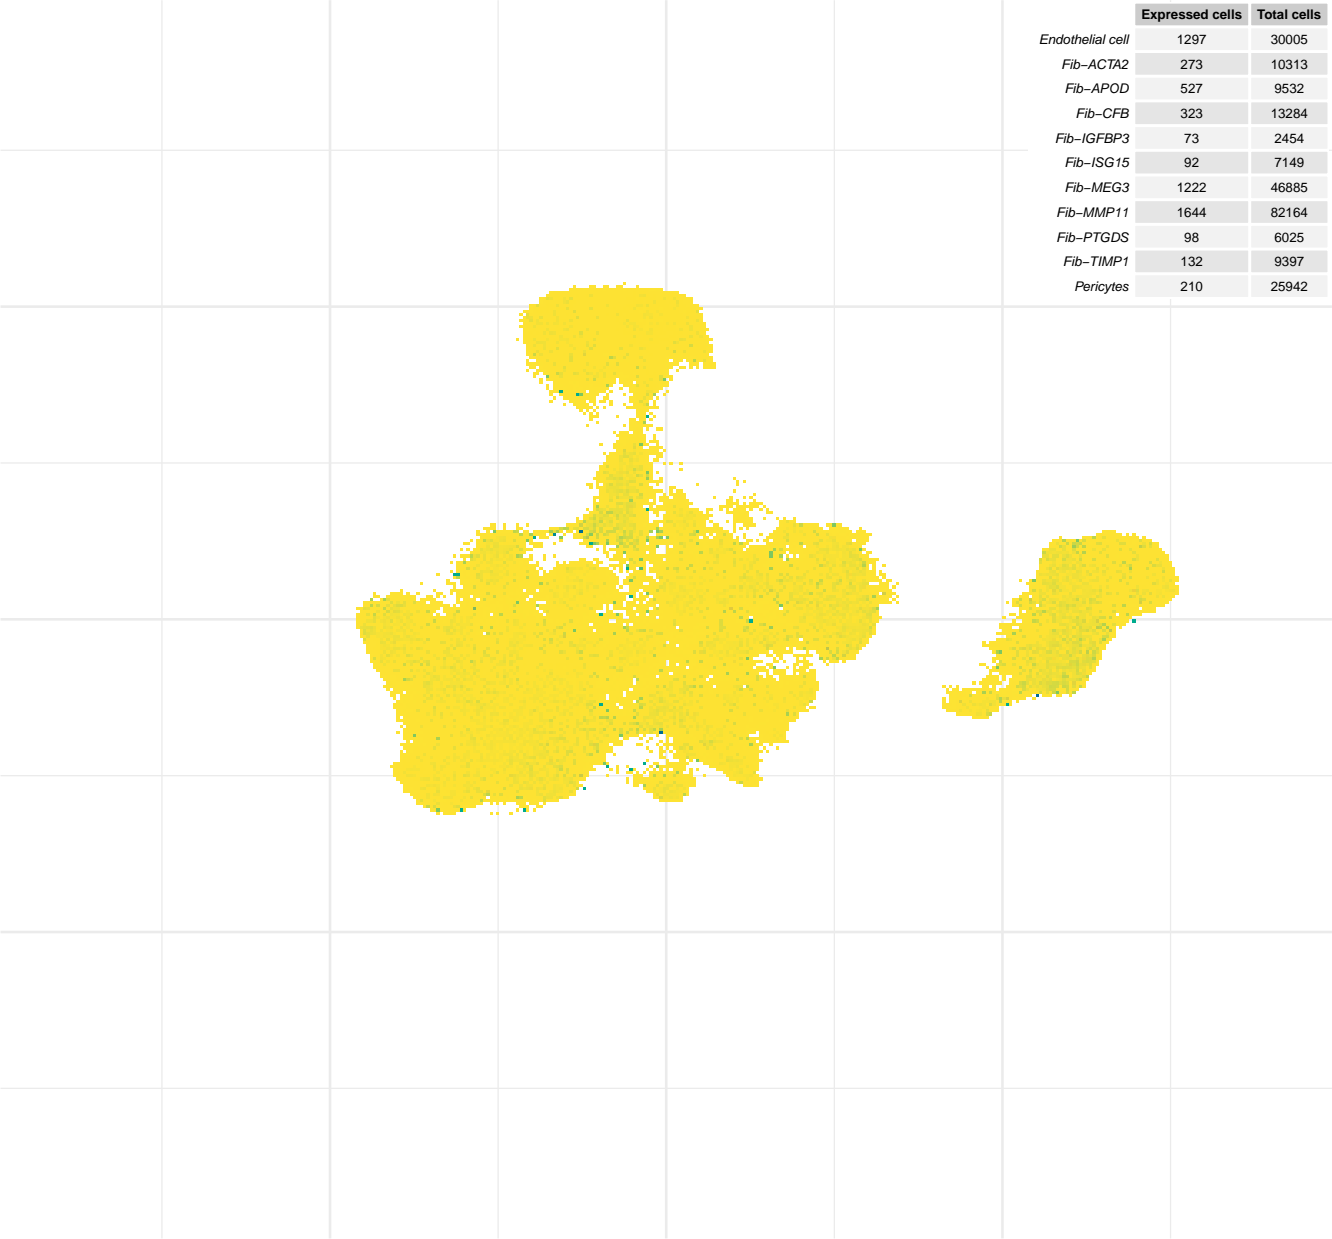 Expressed cells Total cells
Endothelial cell 1297 30005
Fib−ACTA2 273 10313
Fib−APOD 527 9532
Fib−CFB 323 13284
Fib−IGFBP3 73 2454
Fib−ISG15 92 7149
Fib−MEG3 1222 46885
Fib−MMP11 1644 82164
Fib−PTGDS 98 6025
Fib−TIMP1 132 9397
Pericytes 210 25942